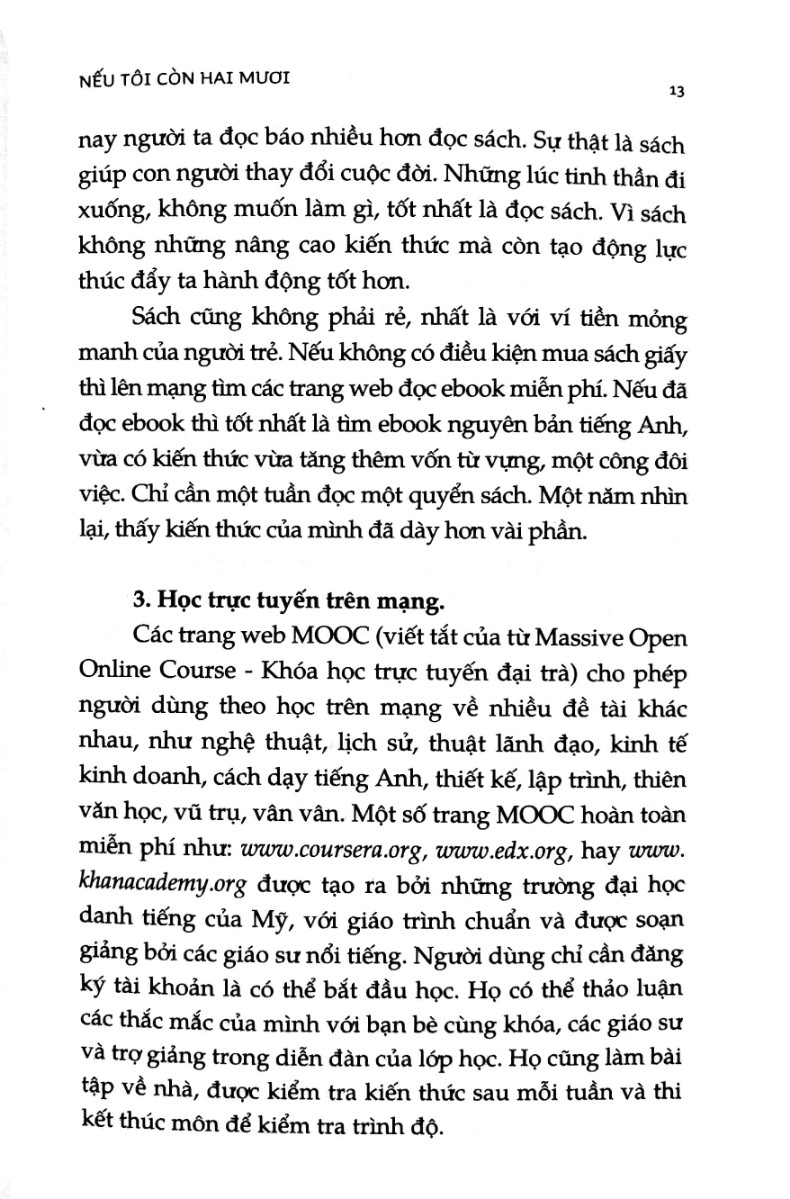 NẾU TÔI CÒN HAI MƯƠI
13
nay người ta đọc báo nhiều hơn đọc sách. Sự thật là sách
giúp con người thay đổi cuộc đời. Những lúc tinh thần đi
xuống, không muốn làm gì, tốt nhất là đọc sách. Vì sách
không những nâng cao kiến thức mà còn tạo động lực
thúc đẩy ta hành động tốt hơn.
Sách cũng không phải rẻ, nhất là với ví tiền mỏng
manh của người trẻ. Nếu không có điều kiện mua sách giấy
thì lên mạng tìm các trang web đọc ebook miễn phí. Nếu đã
đọc ebook thì tốt nhất là tìm ebook nguyên bản tiếng Anh,
vừa có kiến thức vừa tăng thêm vốn từ vựng, một công đôi
việc. Chỉ cần một tuần đọc một quyển sách. Một năm nhìn
lại, thấy kiến thức của mình đã dày hơn vài phần.
3. Học trực tuyến trên mạng.
Các trang web MOOC (viết tắt của từ Massive Open
Online Course - Khóa học trực tuyến đại trà) cho phép
người dùng theo học trên mạng về nhiều đề tài khác
nhau, như nghệ thuật, lịch sử, thuật lãnh đạo, kinh tế
kinh doanh, cách dạy tiếng Anh, thiết kế, lập trình, thiên
văn học, vũ trụ, vân vân. Một số trang MOOC hoàn toàn
miễn phí như: www.coursera.org, www.edx.org, hay www.
khanacademy.org được tạo ra bởi những trường đại học
danh tiếng của Mỹ, với giáo trình chuẩn và được soạn
giảng bởi các giáo sư nổi tiếng. Người dùng chỉ cần đăng
ký tài khoản là có thể bắt đầu học. Họ có thể thảo luận
các thắc mắc của mình với bạn bè cùng khóa, các giáo sư
và trợ giảng trong diễn đàn của lớp học. Họ cũng làm bài
tập về nhà, được kiểm tra kiến thức sau mỗi tuần và thi
kết thúc môn để kiểm tra trình độ.